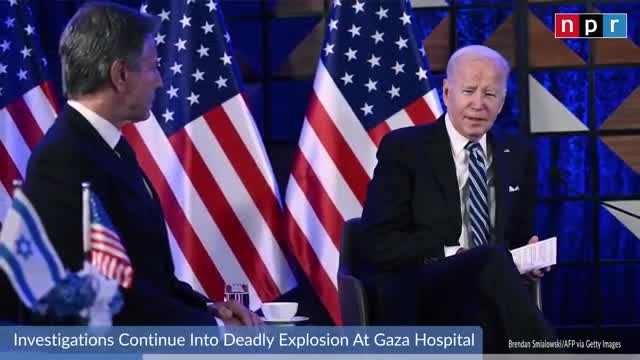 npr
Investigations Continue Into Deadly Explosion At Gaza Hospital
Brendan Smialowski/AFP via Getty Images